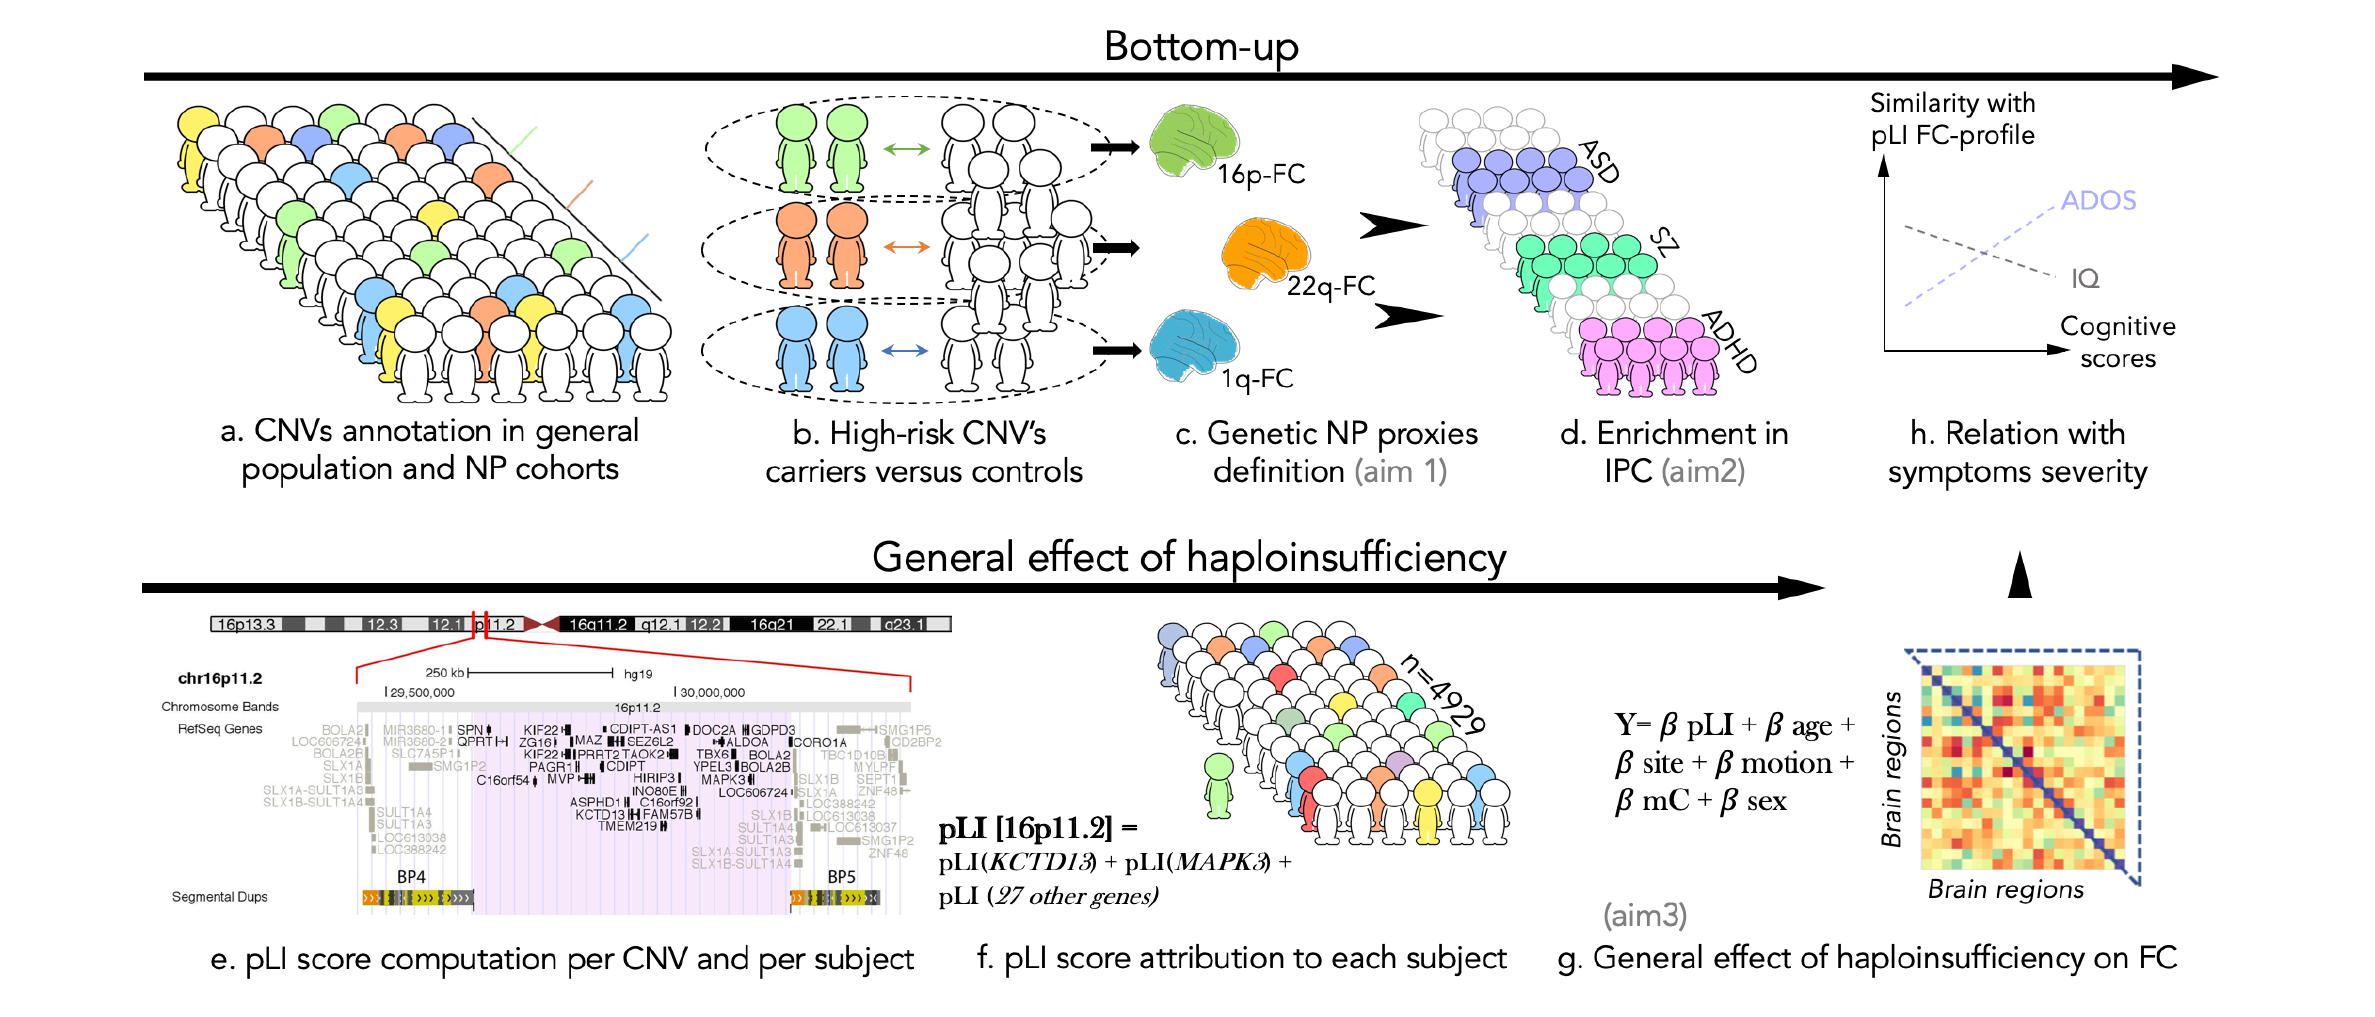 Bottom-up
Similarity with
pLI FC-profile
ADOS
IQ
Cognitive
scores
16p-FC
22q-FC
1q-FC
ASD
SZ
ADHD
a. CNVs annotation in general
population and NP cohorts
b. High-risk CNV's
carriers versus controls
c. Genetic NP proxies
definition (aim 1)
d. Enrichment in
IPC (aim2)
h. Relation with
symptoms severity
General effect of haploinsufficiency
16p13.3 12.3 12.1 p11.2 16q11.2 q12.1 12.2 16q21 22.1 q23.1
chr16p11.2
250 kb hg19
29,500,000 30,000,000
Chromosome Bands 16p11.2
RefSeq Genes
BOLA2 MIR3680-1 SPN KIF22 CDIPT-AS1 DOC2A GDPD3 SMG1P5
LOC606724 MIR3680-2 QPRT ZG16 MAZ SEZ6L2 ALDOA CORO1A CD2BP2
BOLA2B SLC7A5P1 KIF22 PRRT2 TAOK2 TBX6 BOLA2 TBC1D10B
SLX1A SMG1P2 PAGR1 CDIPT YPEL3 BOLA2B MYLPF
SLX1B C16orf54 MVP HIRIP3 MAPK3 SLX1B SEPT1
SLX1A-SULT1A3 INO80E LOC606724 SLX1A ZNF48
SLX1B-SULT1A4 ASPHD1 C16orf92 LOC388242
SULT1A4 KCTD13 FAM57B SLX1B LOC613038
SULT1A3 TMEM219 SULT1A4 LOC613037
LOC613038 SULT1A3 SMG1P2
LOC388242 SLX1A-SULT1A3 ZNF48
SLX1B-SULT1A4
BP4 BP5
Segmental Dups
pLI [16p11.2] =
pLI(KCTD13) + pLI(MAPK3) +
pLI (27 other genes)
n=4929
Y= β pLI + β age +
β site + β motion +
β mC + β sex
Brain regions
Brain regions
(aim3)
e. pLI score computation per CNV and per subject
f. pLI score attribution to each subject
g. General effect of haploinsufficiency on FC